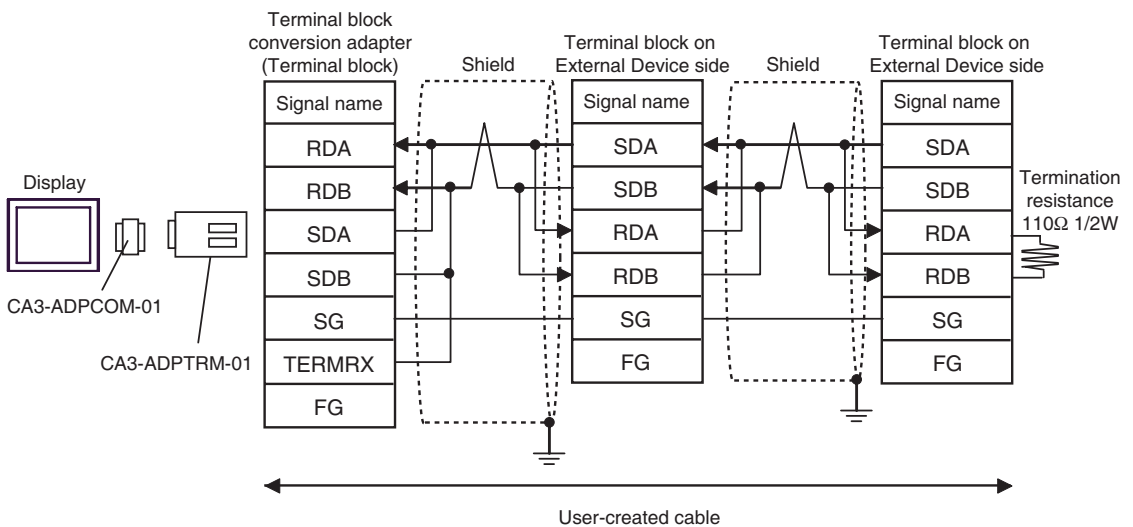 Terminal block
conversion adapter
(Terminal block)
Shield
Terminal block on
External Device side
Shield
Terminal block on
External Device side
Signal name
RDA
RDB
SDA
SDB
SG
TERMRX
FG
Signal name
SDA
SDB
RDA
RDB
SG
FG
Signal name
SDA
SDB
RDA
RDB
SG
FG
Termination
resistance
110Ω 1/2W
Display
CA3-ADPCOM-01
CA3-ADPTRM-01
User-created cable